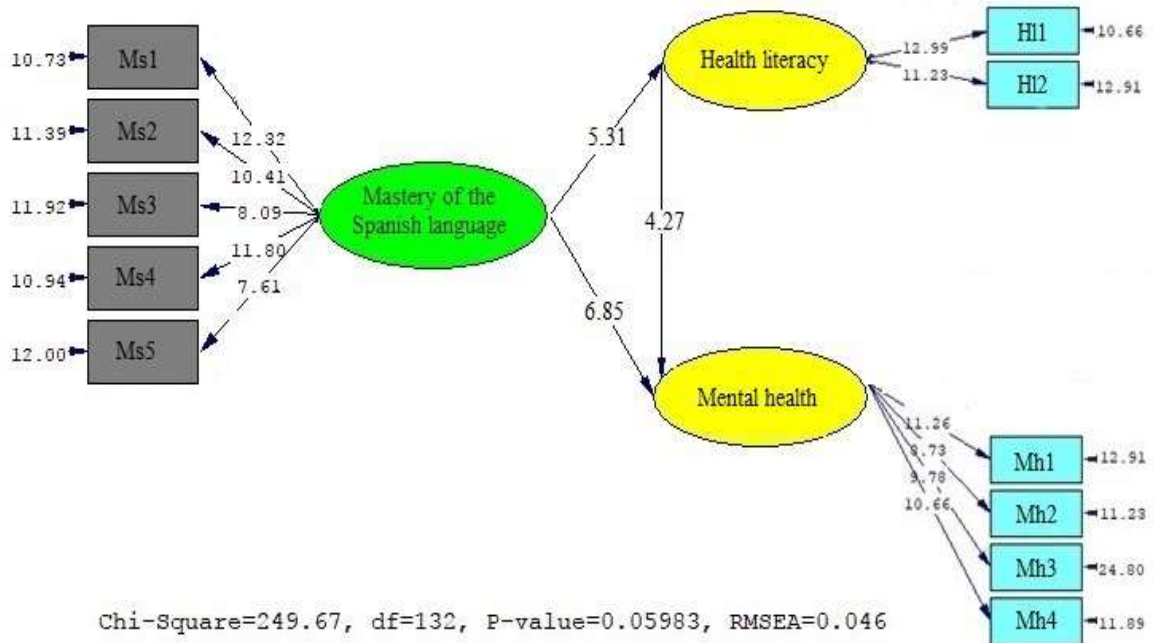 10.73
Ms1
11.39
Ms2
11.92
Ms3
10.94
Ms4
12.00
Ms5
12.32
10.41
8.09
11.80
7.61
Mastery of the
Spanish language
5.31
6.85
4.27
Health literacy
12.99
11.23
Hl1
10.66
Hl2
12.91
Mental health
11.26
8.73
9.78
10.66
Mh1
12.91
Mh2
11.23
Mh3
24.80
Mh4
11.89
Chi-Square=249.67, df=132, P-value=0.05983, RMSEA=0.046